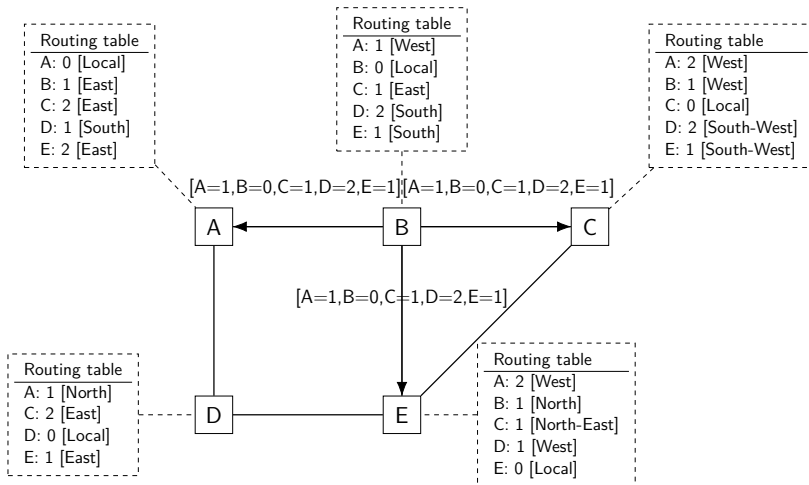 Routing table
A: 0 [Local]
B: 1 [East]
C: 2 [East]
D: 1 [South]
E: 2 [East]
Routing table
A: 1 [West]
B: 0 [Local]
C: 1 [East]
D: 2 [South]
E: 1 [South]
Routing table
A: 2 [West]
B: 1 [West]
C: 0 [Local]
D: 2 [South-West]
E: 1 [South-West]
[A=1,B=0,C=1,D=2,E=1]
[A=1,B=0,C=1,D=2,E=1]
A
B
C
[A=1,B=0,C=1,D=2,E=1]
Routing table
A: 1 [North]
C: 2 [East]
D: 0 [Local]
E: 1 [East]
D
E
Routing table
A: 2 [West]
B: 1 [North]
C: 1 [North-East]
D: 1 [West]
E: 0 [Local]